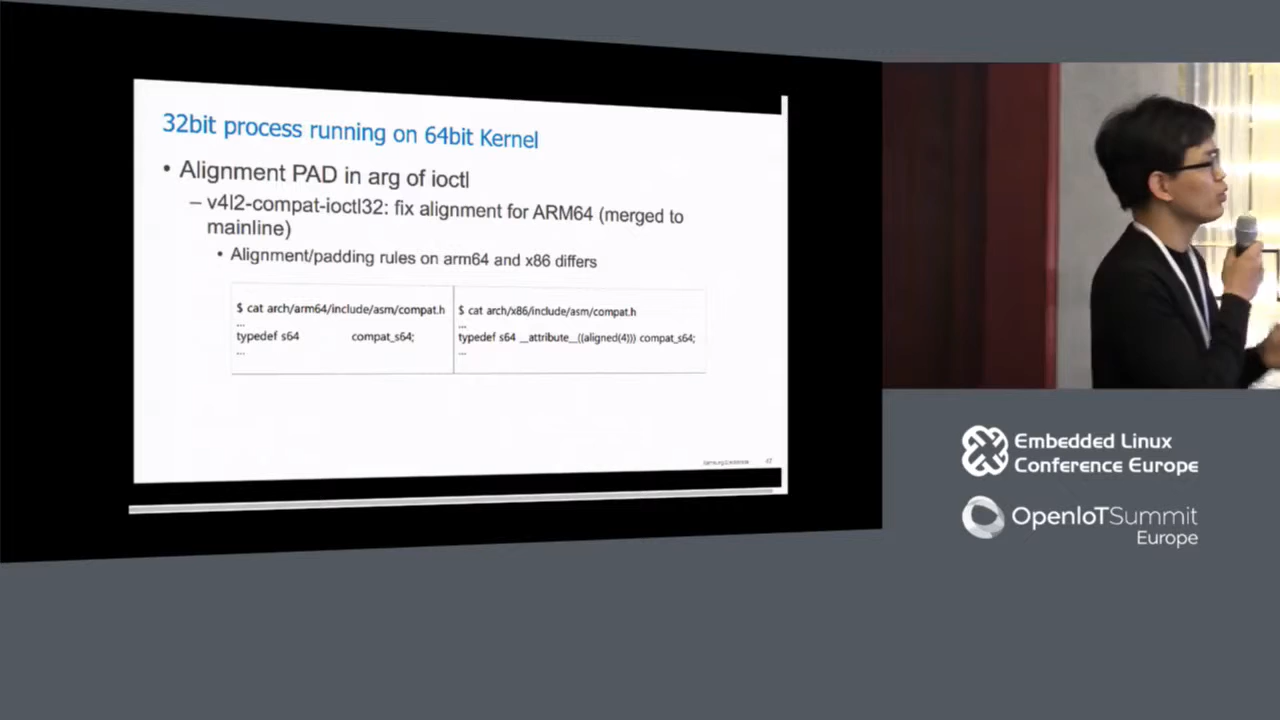 32bit process running on 64bit Kernel
• Alignment PAD in arg of ioctl
– v4l2-compat-ioctl32: fix alignment for ARM64 (merged to
mainline)
• Alignment/padding rules on arm64 and x86 differs
$ cat arch/arm64/include/asm/compat.h
...
typedef s64 compat_s64;
...
$ cat arch/x86/include/asm/compat.h
...
typedef s64 __attribute__((aligned(4))) compat_s64;
...
47
Embedded Linux
Conference Europe
OpenIoTSummit
Europe